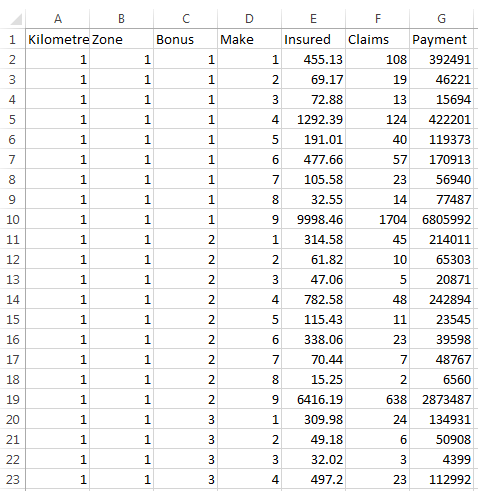 A B C D E F G
1 Kilometre Zone Bonus Make Insured Claims Payment
2 1 1 1 1 455.13 108 392491
3 1 1 1 2 69.17 19 46221
4 1 1 1 3 72.88 13 15694
5 1 1 1 4 1292.39 124 422201
6 1 1 1 5 191.01 40 119373
7 1 1 1 6 477.66 57 170913
8 1 1 1 7 105.58 23 56940
9 1 1 1 8 32.55 14 77487
10 1 1 1 9 9998.46 1704 6805992
11 1 1 2 1 314.58 45 214011
12 1 1 2 2 61.82 10 65303
13 1 1 2 3 47.06 5 20871
14 1 1 2 4 782.58 48 242894
15 1 1 2 5 115.43 11 23545
16 1 1 2 6 338.06 23 39598
17 1 1 2 7 70.44 7 48767
18 1 1 2 8 15.25 2 6560
19 1 1 2 9 6416.19 638 2873487
20 1 1 3 1 309.98 24 134931
21 1 1 3 2 49.18 6 50908
22 1 1 3 3 32.02 3 4399
23 1 1 3 4 497.2 23 112992